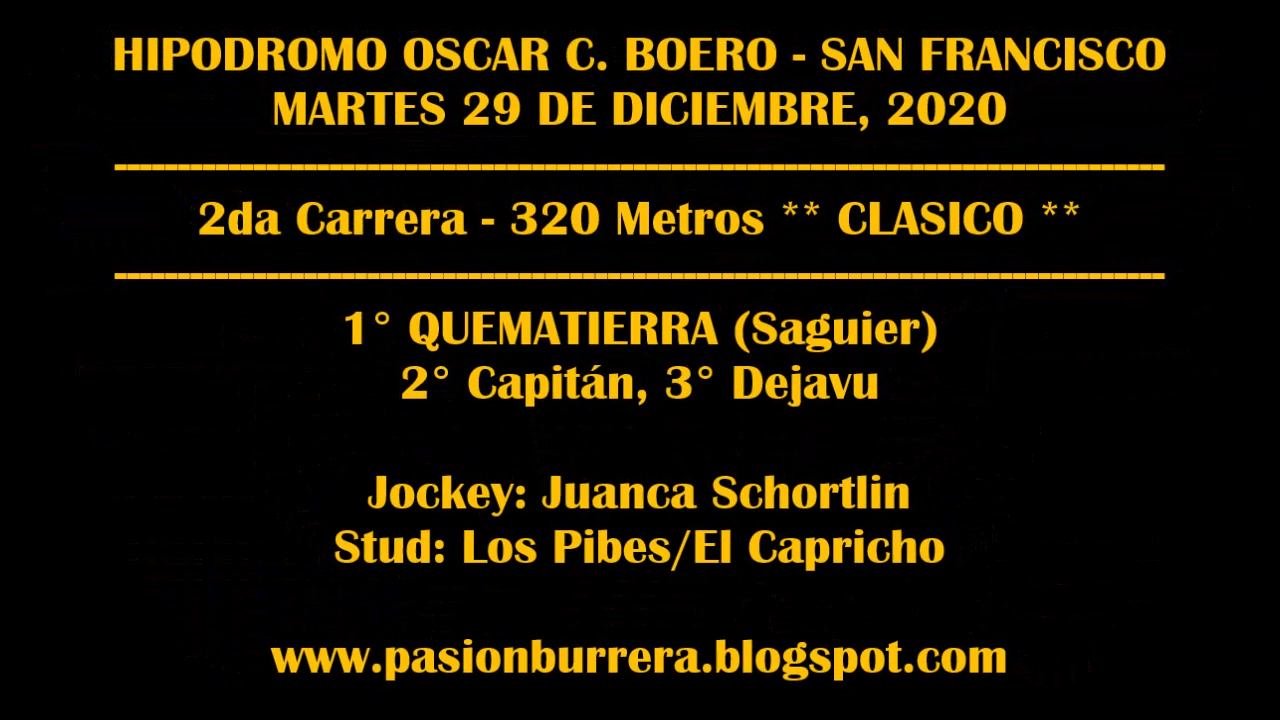 HIPODROMO OSCAR C. BOERO - SAN FRANCISCO
MARTES 29 DE DICIEMBRE, 2020
2da Carrera - 320 Metros ** CLASICO **
1° QUEMATIERRA (Saguier)
2° Capitán, 3° Dejavu
Jockey: Juanca Schortlin
Stud: Los Pibes/El Capricho
www.pasionburrera.blogspot.com